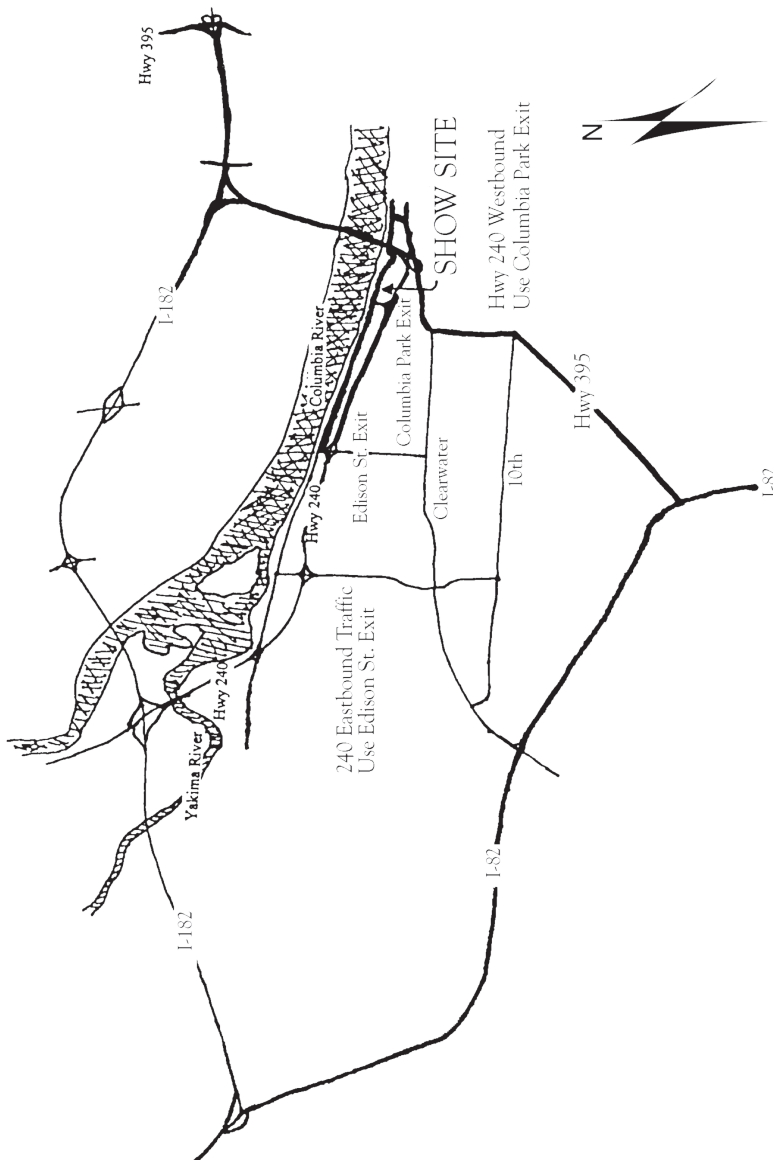 Hwy 395
I-182
Columbia River
SHOW SITE
N
Hwy 240 Westbound
Use Columbia Park Exit
Columbia Park Exit
Edison St. Exit
Hwy 240
Clearwater
10th
Hwy 395
I-82
Hwy 240
Yakima River
240 Eastbound Traffic
Use Edison St. Exit
I-182
I-82